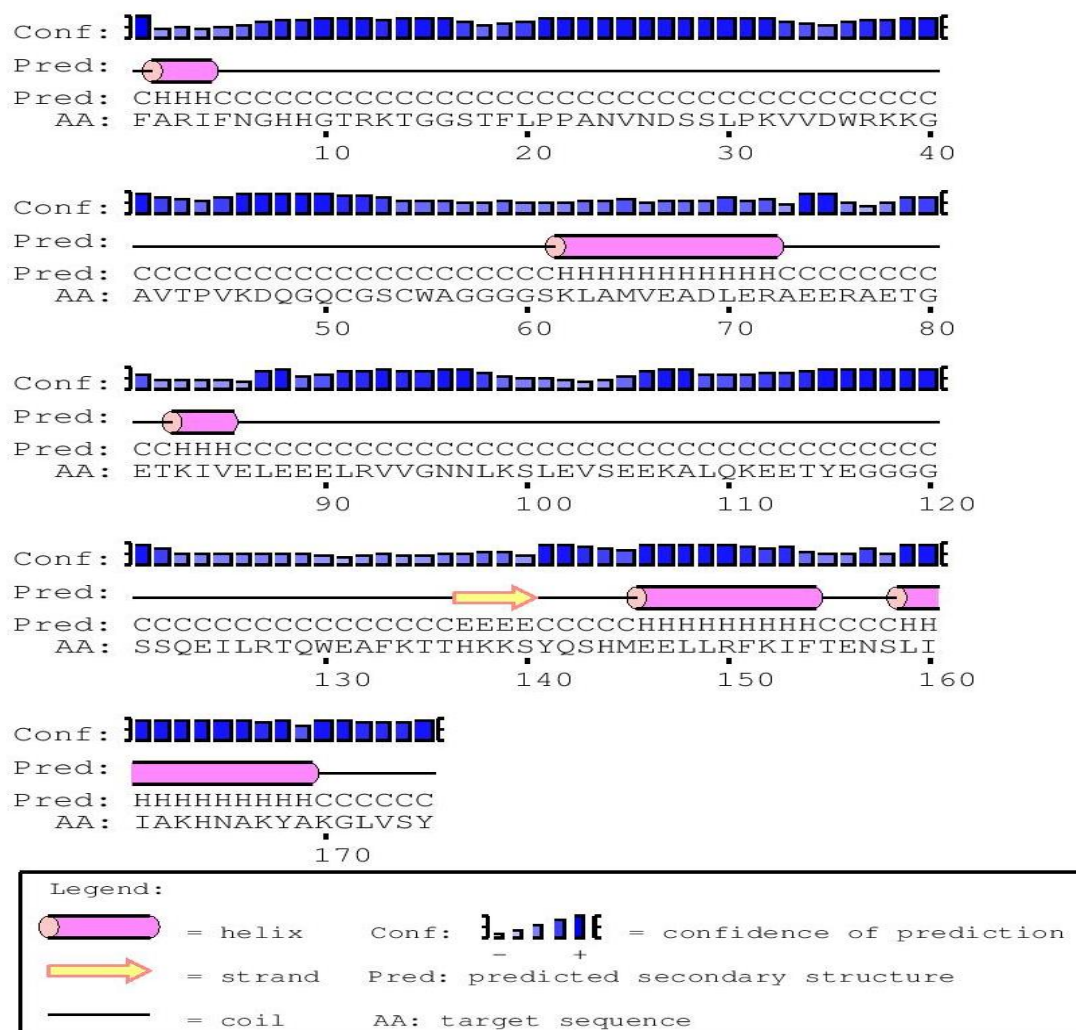 Conf:
Pred:
Pred: CHHHCCCCCCCCCCCCCCCCCCCCCCCCCCCCCCCCCCCC
AA: FARIFNGHHGTRKTGGSTFLPPANVNDSSLPKVVDWRKKG
10 20 30 40
Conf:
Pred:
Pred: CCCCCCCCCCCCCCCCCCCCCHHHHHHHHHHHCCCCCCCC
AA: AVTPVKDQGQCGSCWAGGGGSKLAMVEADLERAEERAETG
50 60 70 80
Conf:
Pred:
Pred: CCHHHCCCCCCCCCCCCCCCCCCCCCCCCCCCCCCCCCCC
AA: ETKIVELEEELRVVGNNLKSLEVSEEKALQKEETYEGGGG
90 100 110 120
Conf:
Pred:
Pred: CCCCCCCCCCCCCCCCEEEECCCCCHHHHHHHHHCCCCHH
AA: SSQEILRTQWEAFKTTHKKSYQSHMEELLRFKIFTENSLI
130 140 150 160
Conf:
Pred:
Pred: HHHHHHHHHCCCCCC
AA: IAKHNAKYAKGLVSY
170
Legend:
= helix Conf: = confidence of prediction
- +
= strand Pred: predicted secondary structure
= coil AA: target sequence